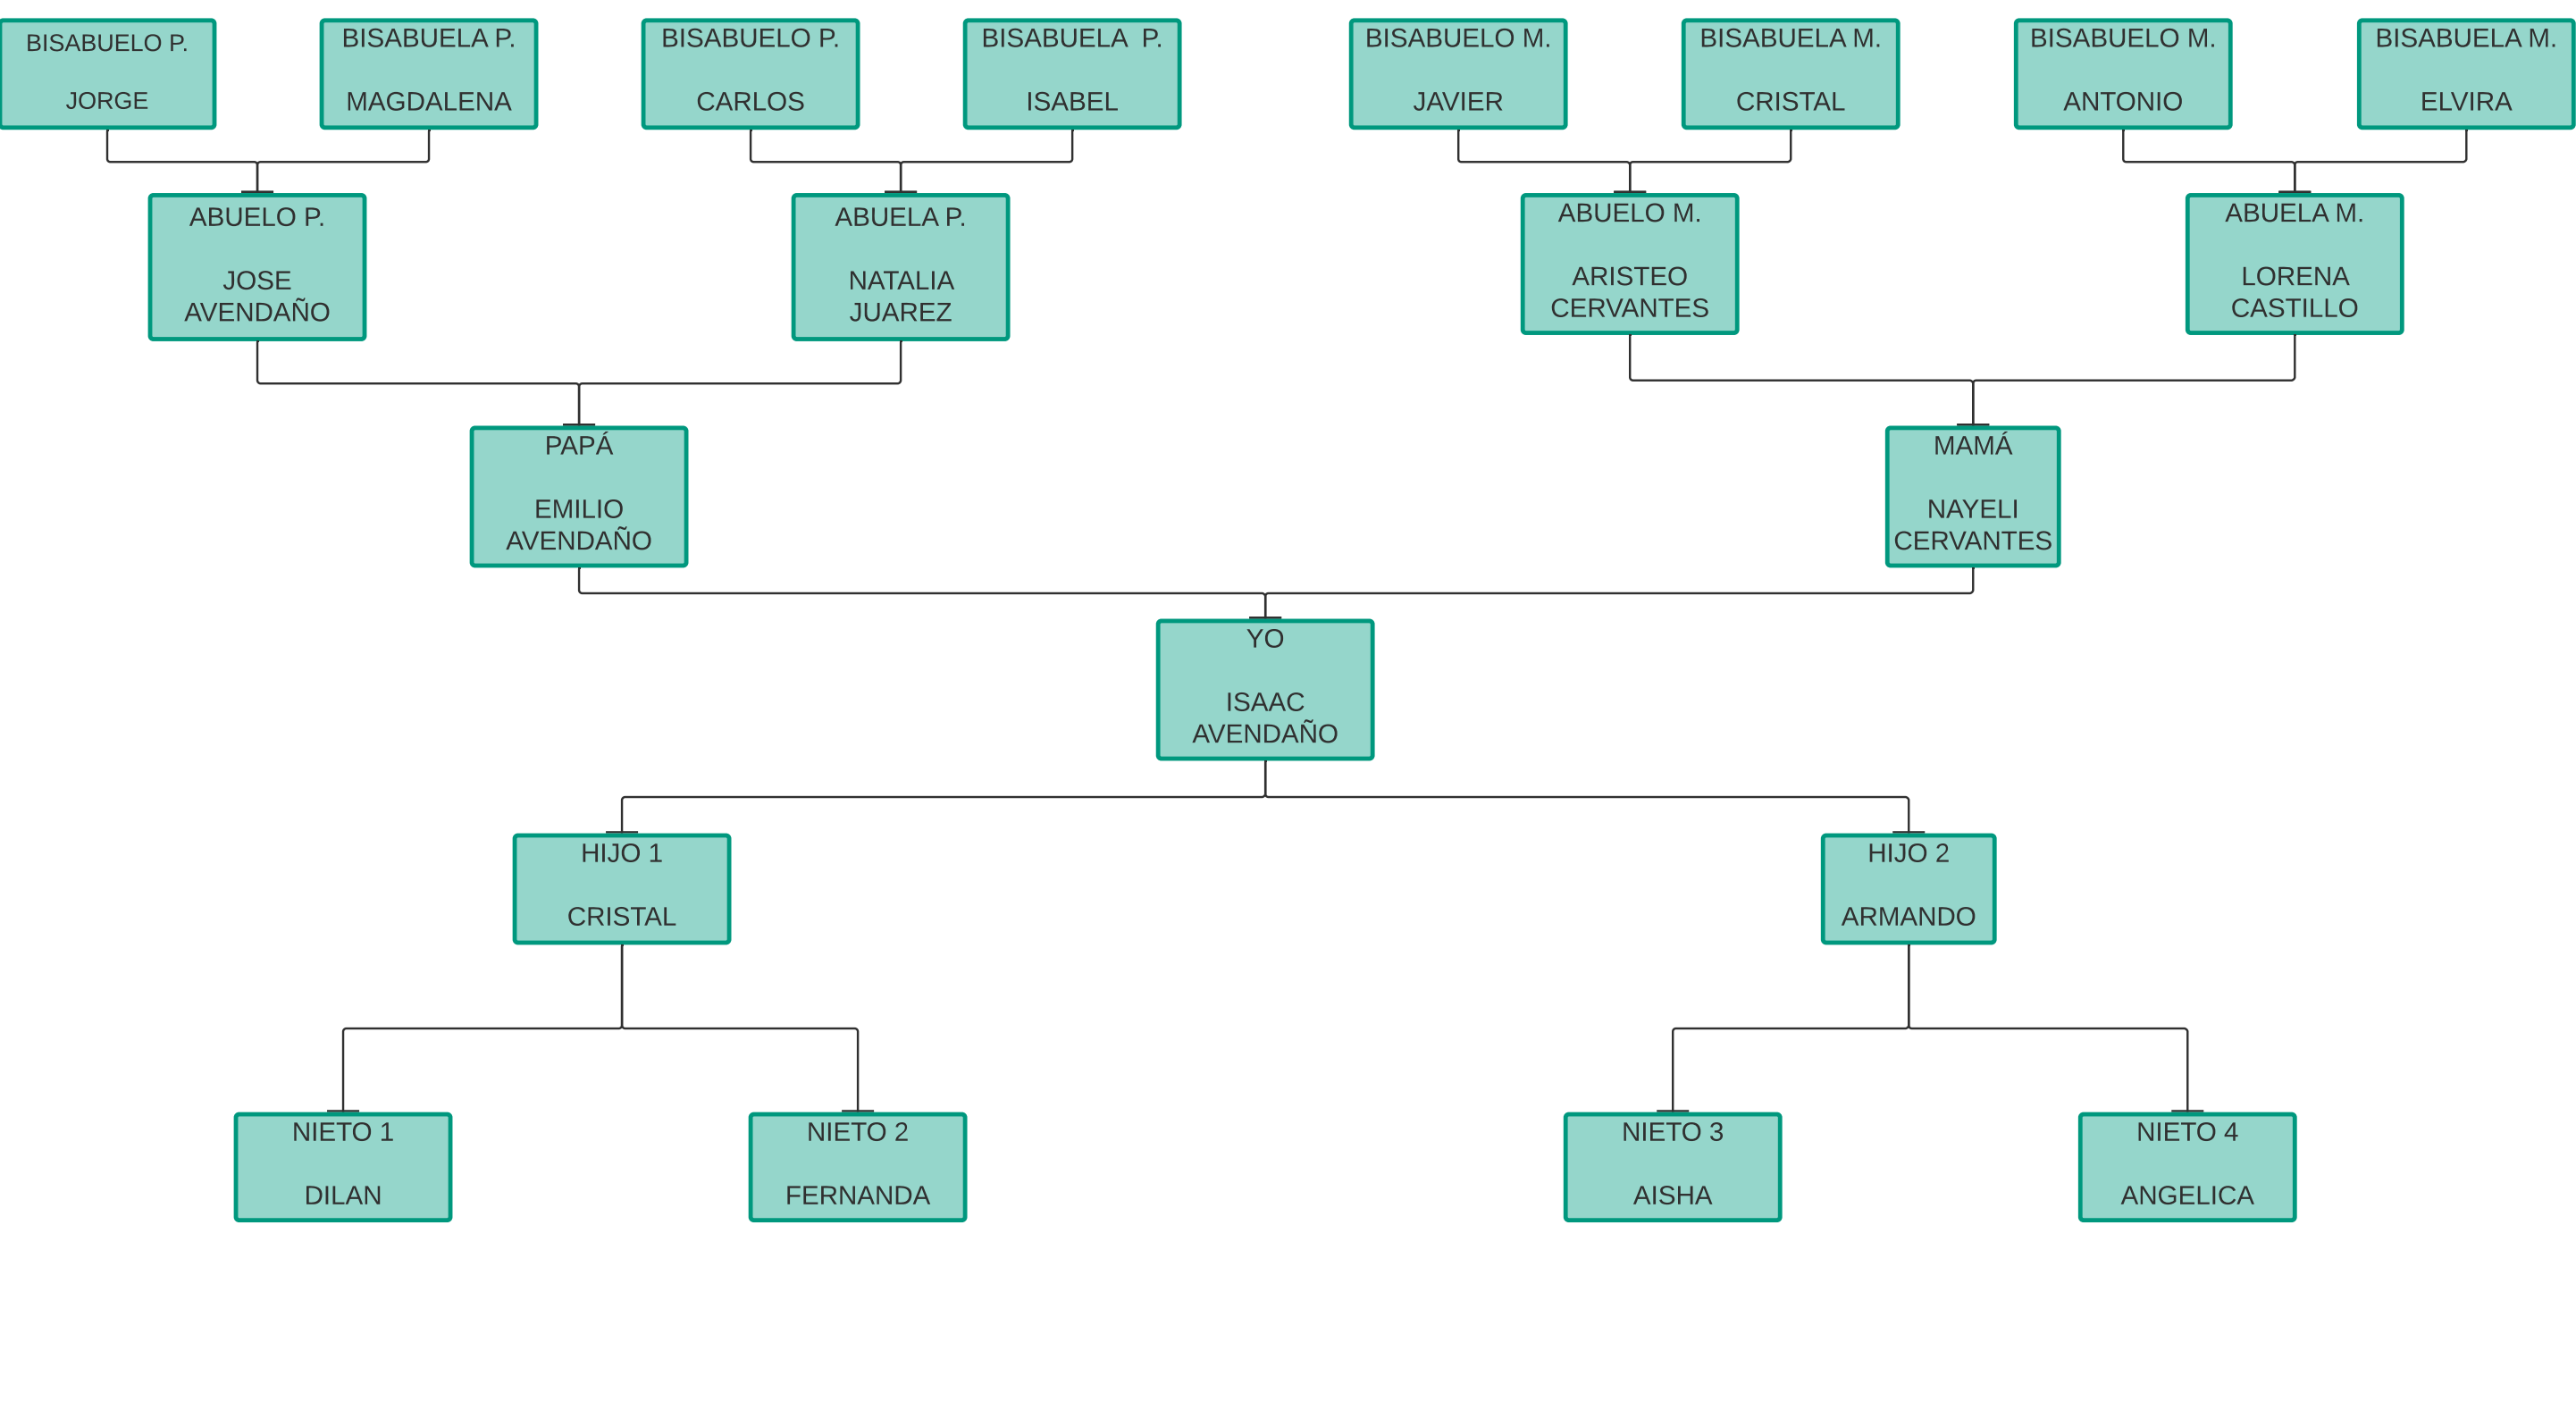 BISABUELO P.
JORGE
BISABUELA P.
MAGDALENA
BISABUELO P.
CARLOS
BISABUELA  P.
ISABEL
BISABUELO M.
JAVIER
BISABUELA M.
CRISTAL
BISABUELO M.
ANTONIO
BISABUELA M.
ELVIRA
ABUELO P.
JOSE
AVENDAÑO
ABUELA P.
NATALIA
JUAREZ
ABUELO M.
ARISTEO
CERVANTES
ABUELA M.
LORENA
CASTILLO
PAPÁ
EMILIO
AVENDAÑO
MAMÁ
NAYELI
CERVANTES
YO
ISAAC
AVENDAÑO
HIJO 1
CRISTAL
HIJO 2
ARMANDO
NIETO 1
DILAN
NIETO 2
FERNANDA
NIETO 3
AISHA
NIETO 4
ANGELICA